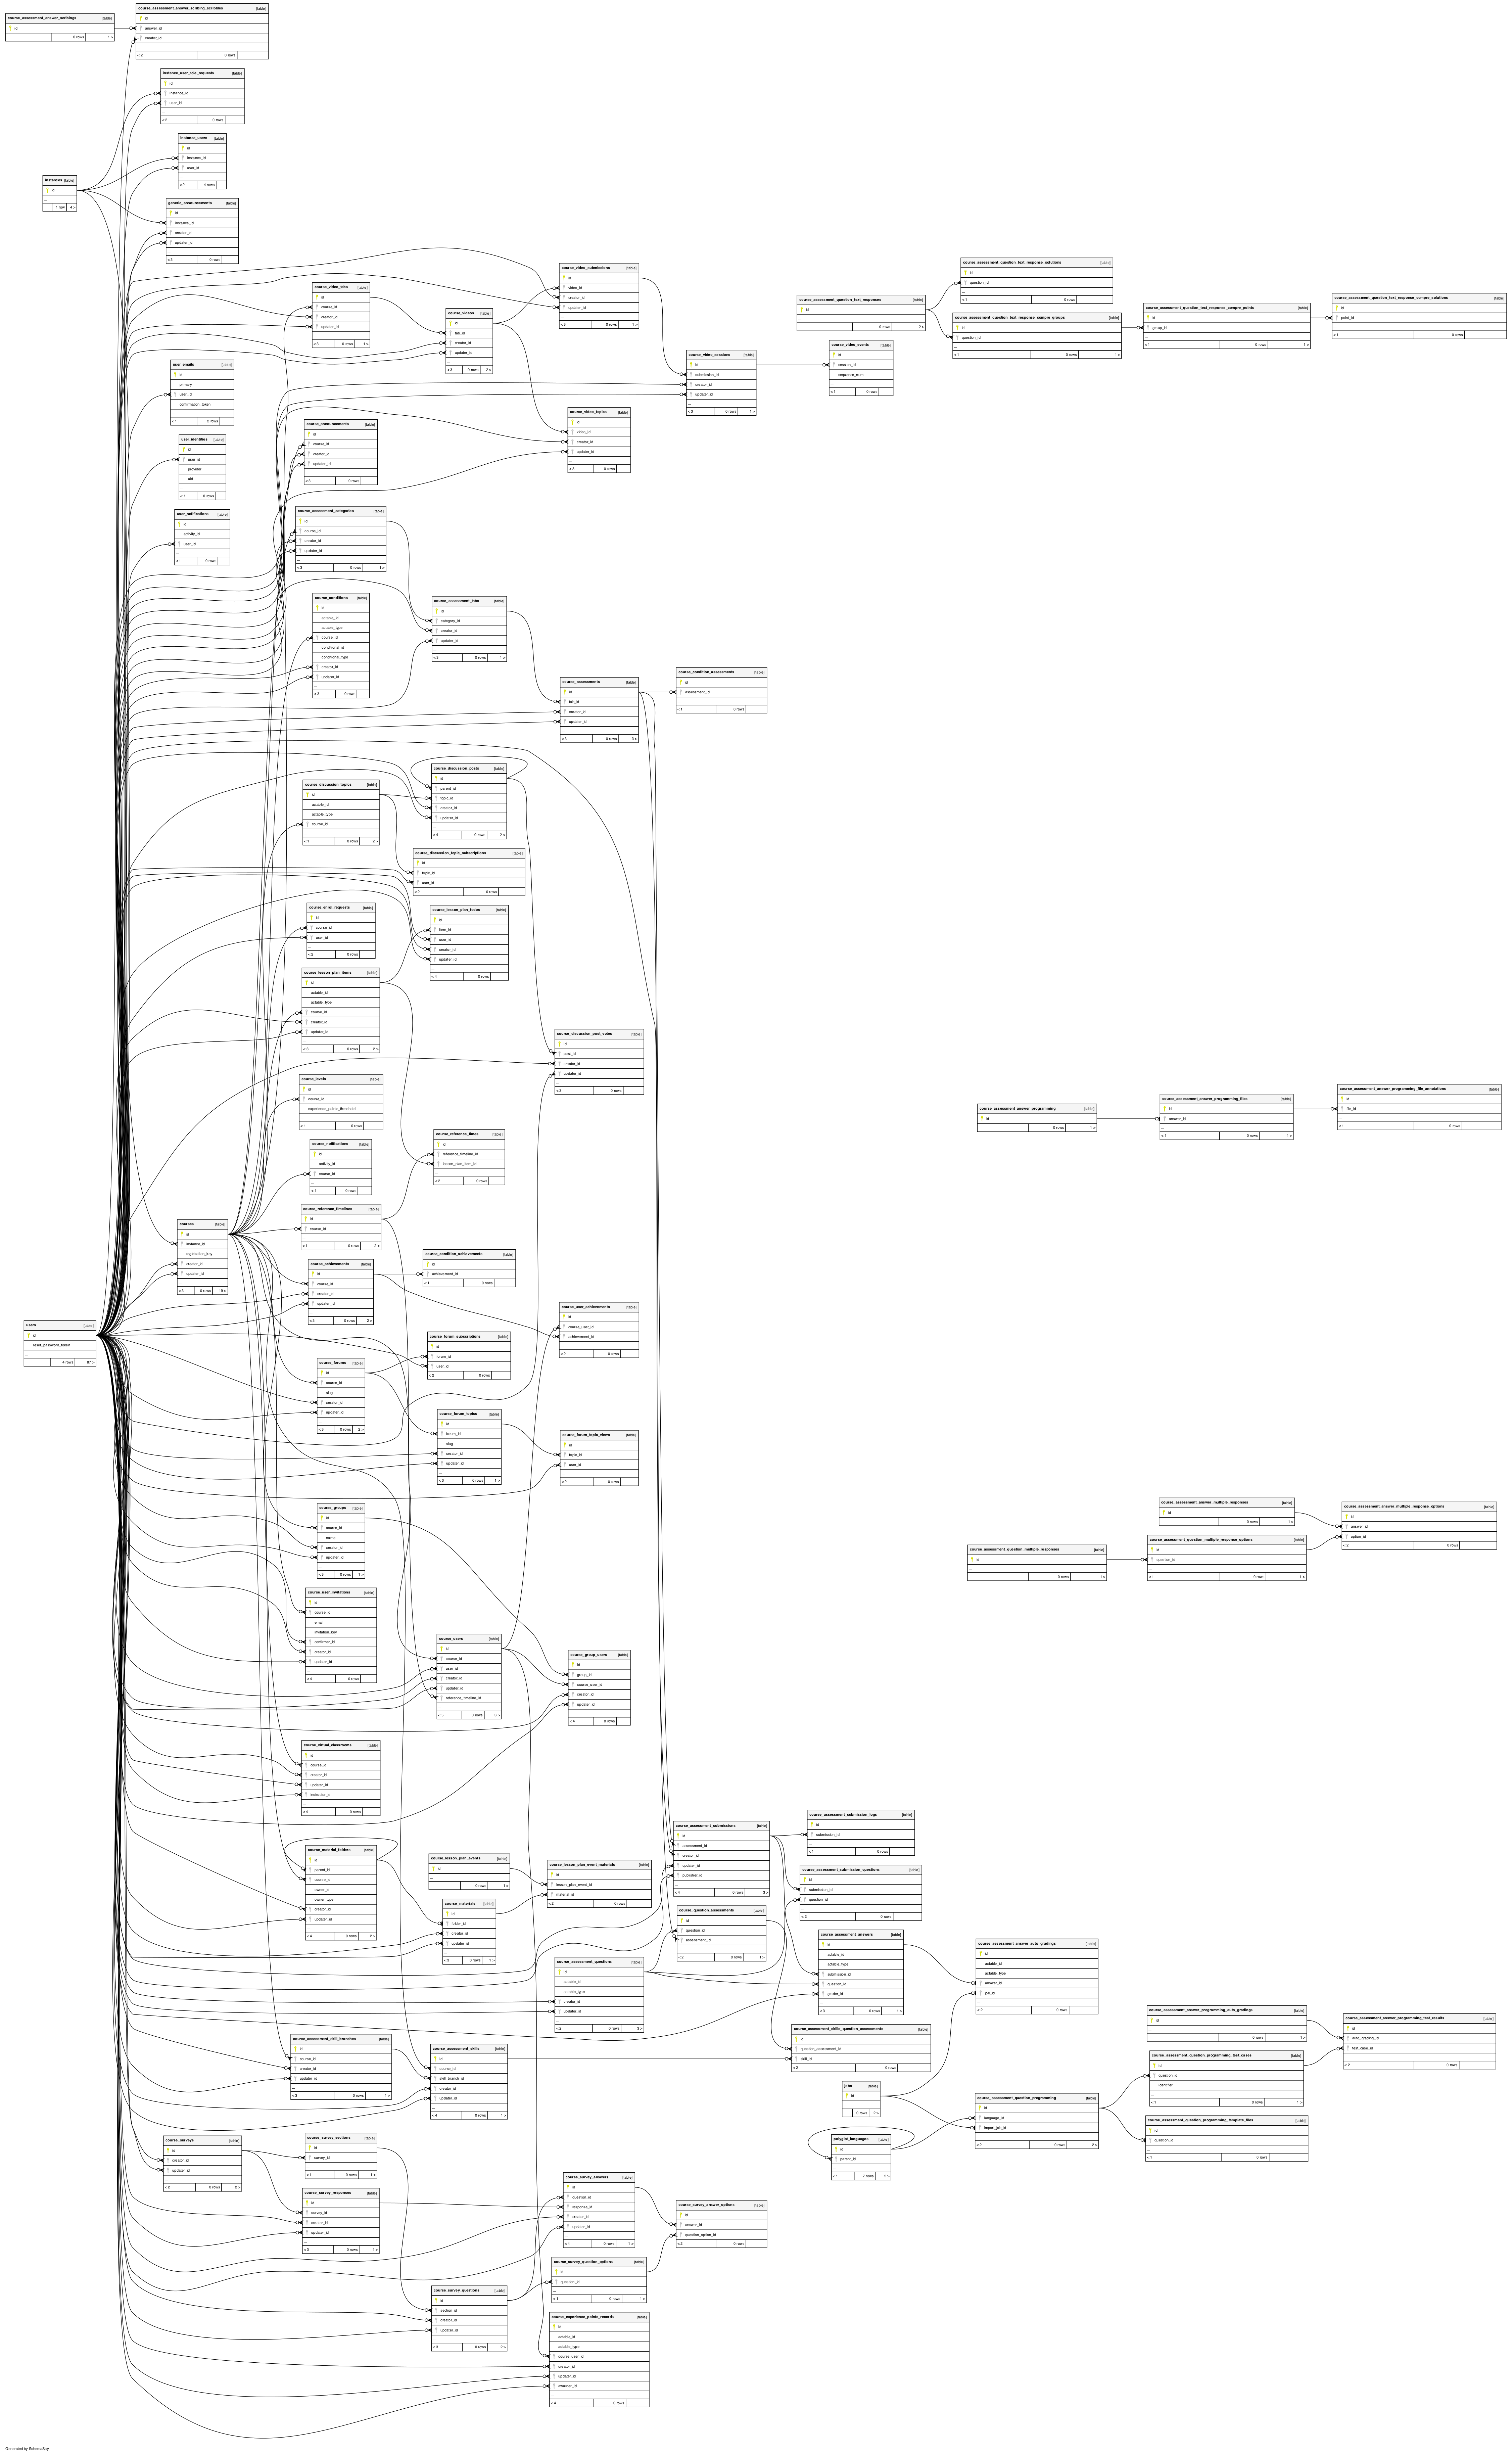 course_assessment_answer_scribings [table]
id
...
0 rows 1 >
course_assessment_answer_scribing_scribbles [table]
id
answer_id
creator_id
...
< 2 0 rows
instance_user_role_requests [table]
id
instance_id
user_id
...
< 2 0 rows
instance_users [table]
id
instance_id
user_id
...
< 2 4 rows
instances [table]
id
...
1 row 4 >
generic_announcements [table]
id
instance_id
creator_id
updater_id
...
< 3 0 rows
course_video_tabs [table]
id
course_id
creator_id
updater_id
...
< 3 0 rows 1 >
course_videos [table]
id
tab_id
creator_id
updater_id
...
< 3 0 rows 2 >
course_video_submissions [table]
id
video_id
creator_id
updater_id
...
< 3 0 rows 1 >
course_assessment_question_text_responses [table]
id
...
0 rows 2 >
course_assessment_question_text_response_solutions [table]
id
question_id
...
< 1 0 rows
course_assessment_question_text_response_compre_groups [table]
id
question_id
...
< 1 0 rows 1 >
course_assessment_question_text_response_compre_points [table]
id
group_id
...
< 1 0 rows 1 >
course_assessment_question_text_response_compre_solutions [table]
id
point_id
...
< 1 0 rows
course_video_sessions [table]
id
submission_id
creator_id
updater_id
...
< 3 0 rows 1 >
course_video_events [table]
id
session_id
sequence_num
...
< 1 0 rows
user_emails [table]
id
primary
user_id
confirmation_token
...
< 1 2 rows
course_video_topics [table]
id
video_id
creator_id
updater_id
...
< 3 0 rows
course_announcements [table]
id
course_id
creator_id
updater_id
...
< 3 0 rows
user_identities [table]
id
user_id
provider
uid
...
< 1 0 rows
user_notifications [table]
id
activity_id
user_id
...
< 1 0 rows
course_assessment_categories [table]
id
course_id
creator_id
updater_id
...
< 3 0 rows 1 >
course_conditions [table]
id
actable_id
actable_type
course_id
conditional_id
conditional_type
creator_id
updater_id
...
< 3 0 rows
course_assessment_tabs [table]
id
category_id
creator_id
updater_id
...
< 3 0 rows 1 >
course_assessments [table]
id
tab_id
creator_id
updater_id
...
< 3 0 rows 3 >
course_condition_assessments [table]
id
assessment_id
...
< 1 0 rows
course_discussion_posts [table]
id
parent_id
topic_id
creator_id
updater_id
...
< 4 0 rows 2 >
course_discussion_topics [table]
id
actable_id
actable_type
course_id
...
< 1 0 rows 2 >
course_discussion_topic_subscriptions [table]
id
topic_id
user_id
< 2 0 rows
course_enrol_requests [table]
id
course_id
user_id
...
< 2 0 rows
course_lesson_plan_todos [table]
id
item_id
user_id
creator_id
updater_id
...
< 4 0 rows
course_lesson_plan_items [table]
id
actable_id
actable_type
course_id
creator_id
updater_id
...
< 3 0 rows 2 >
course_discussion_post_votes [table]
id
post_id
creator_id
updater_id
...
< 3 0 rows
course_levels [table]
id
course_id
experience_points_threshold
...
< 1 0 rows
course_assessment_answer_programming [table]
id
0 rows 1 >
course_assessment_answer_programming_files [table]
id
answer_id
...
< 1 0 rows 1 >
course_assessment_answer_programming_file_annotations [table]
id
file_id
...
< 1 0 rows
course_notifications [table]
id
activity_id
course_id
...
< 1 0 rows
course_reference_times [table]
id
reference_timeline_id
lesson_plan_item_id
...
< 2 0 rows
course_reference_timelines [table]
id
course_id
...
< 1 0 rows 2 >
courses [table]
id
instance_id
registration_key
creator_id
updater_id
...
< 3 0 rows 19 >
course_achievements [table]
id
course_id
creator_id
updater_id
...
< 3 0 rows 2 >
course_condition_achievements [table]
id
achievement_id
< 1 0 rows
course_user_achievements [table]
id
course_user_id
achievement_id
...
< 2 0 rows
users [table]
id
reset_password_token
...
4 rows 87 >
course_forum_subscriptions [table]
id
forum_id
user_id
< 2 0 rows
course_forums [table]
id
course_id
slug
creator_id
updater_id
...
< 3 0 rows 2 >
course_forum_topics [table]
id
forum_id
slug
creator_id
updater_id
...
< 3 0 rows 1 >
course_forum_topic_views [table]
id
topic_id
user_id
...
< 2 0 rows
course_groups [table]
id
course_id
name
creator_id
updater_id
...
< 3 0 rows 1 >
course_assessment_answer_multiple_responses [table]
id
0 rows 1 >
course_assessment_answer_multiple_response_options [table]
id
answer_id
option_id
< 2 0 rows
course_assessment_question_multiple_responses [table]
id
...
0 rows 1 >
course_assessment_question_multiple_response_options [table]
id
question_id
...
< 1 0 rows 1 >
course_user_invitations [table]
id
course_id
email
invitation_key
confirmer_id
creator_id
updater_id
...
< 4 0 rows
course_users [table]
id
course_id
user_id
creator_id
updater_id
reference_timeline_id
...
< 5 0 rows 3 >
course_group_users [table]
id
group_id
course_user_id
creator_id
updater_id
...
< 4 0 rows
course_virtual_classrooms [table]
id
course_id
creator_id
updater_id
instructor_id
...
< 4 0 rows
course_material_folders [table]
id
parent_id
course_id
owner_id
owner_type
creator_id
updater_id
...
< 4 0 rows 2 >
course_lesson_plan_events [table]
id
...
0 rows 1 >
course_lesson_plan_event_materials [table]
id
lesson_plan_event_id
material_id
< 2 0 rows
course_materials [table]
id
folder_id
creator_id
updater_id
...
< 3 0 rows 1 >
course_assessment_submissions [table]
id
assessment_id
creator_id
updater_id
publisher_id
...
< 4 0 rows 3 >
course_assessment_submission_logs [table]
id
submission_id
...
< 1 0 rows
course_assessment_submission_questions [table]
id
submission_id
question_id
...
< 2 0 rows
course_question_assessments [table]
id
question_id
assessment_id
...
< 2 0 rows 1 >
course_assessment_answers [table]
id
actable_id
actable_type
submission_id
question_id
grader_id
...
< 3 0 rows 1 >
course_assessment_answer_auto_gradings [table]
id
actable_id
actable_type
answer_id
job_id
...
< 2 0 rows
course_assessment_questions [table]
id
actable_id
actable_type
creator_id
updater_id
...
< 2 0 rows 3 >
course_assessment_skills_question_assessments [table]
id
question_assessment_id
skill_id
< 2 0 rows
course_assessment_skill_branches [table]
id
course_id
creator_id
updater_id
...
< 3 0 rows 1 >
course_assessment_skills [table]
id
course_id
skill_branch_id
creator_id
updater_id
...
< 4 0 rows 1 >
jobs [table]
id
...
0 rows 2 >
polyglot_languages [table]
id
parent_id
...
< 1 7 rows 2 >
course_assessment_question_programming [table]
id
language_id
import_job_id
...
< 2 0 rows 2 >
course_assessment_answer_programming_auto_gradings [table]
id
...
0 rows 1 >
course_assessment_question_programming_test_cases [table]
id
question_id
identifier
...
< 1 0 rows 1 >
course_assessment_answer_programming_test_results [table]
id
auto_grading_id
test_case_id
...
< 2 0 rows
course_assessment_question_programming_template_files [table]
id
question_id
...
< 1 0 rows
course_surveys [table]
id
creator_id
updater_id
...
< 2 0 rows 2 >
course_survey_sections [table]
id
survey_id
...
< 1 0 rows 1 >
course_survey_responses [table]
id
survey_id
creator_id
updater_id
...
< 3 0 rows 1 >
course_survey_answers [table]
id
question_id
response_id
creator_id
updater_id
...
< 4 0 rows 1 >
course_survey_answer_options [table]
id
answer_id
question_option_id
< 2 0 rows
course_survey_question_options [table]
id
question_id
...
< 1 0 rows 1 >
course_survey_questions [table]
id
section_id
creator_id
updater_id
...
< 3 0 rows 2 >
course_experience_points_records [table]
id
actable_id
actable_type
course_user_id
creator_id
updater_id
awarder_id
...
< 4 0 rows
Generated by SchemaSpy